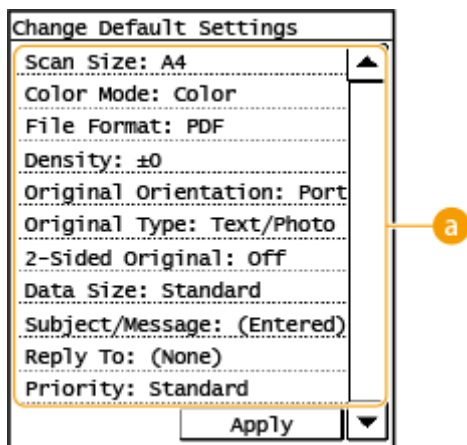 Change Default Settings
Scan Size: A4
Color Mode: Color
File Format: PDF
Density: ±0
Original Orientation: Port
Original Type: Text/Photo
2-Sided Original: Off
Data Size: Standard
Subject/Message: (Entered)
Reply To: (None)
Priority: Standard
Apply
a